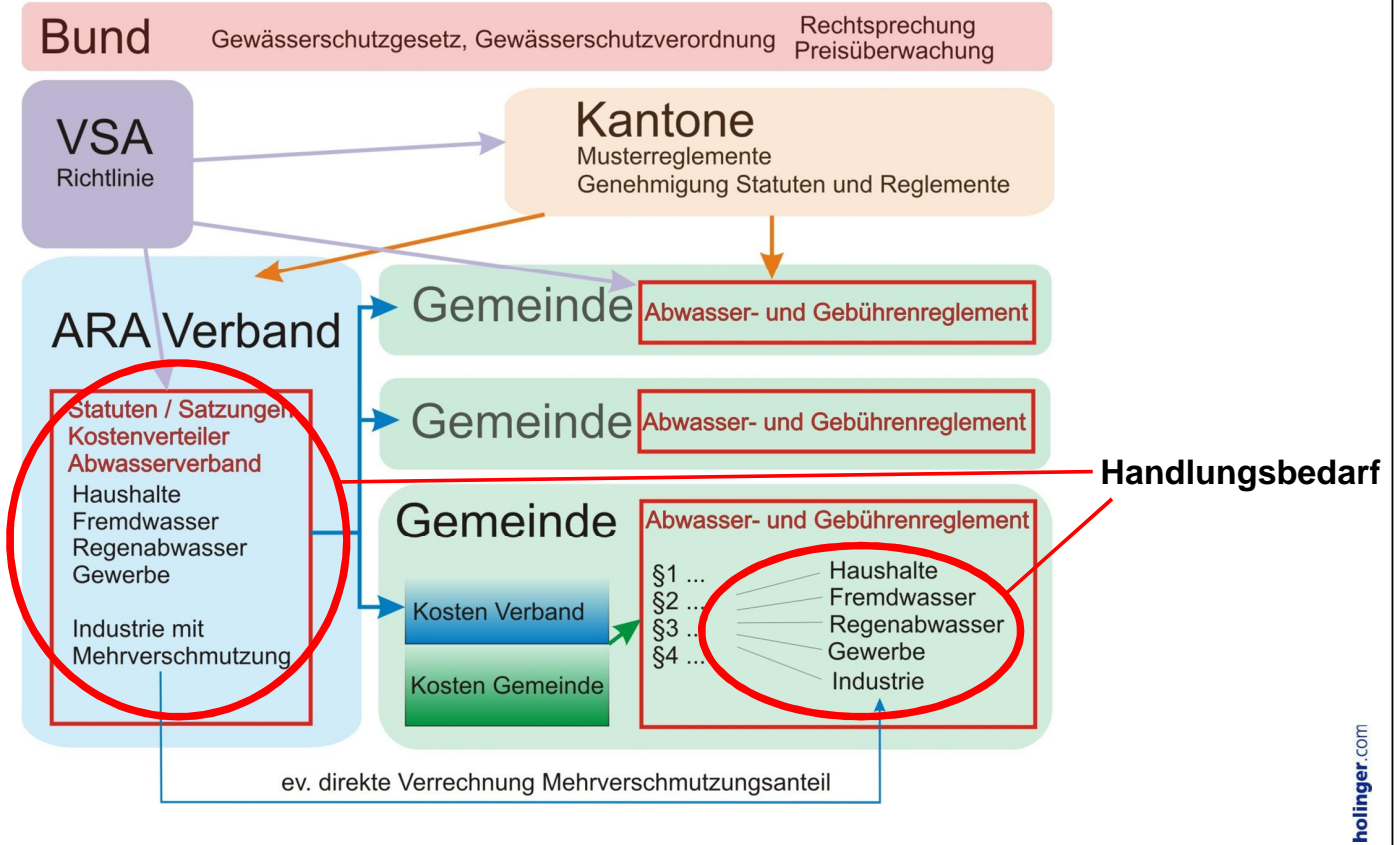 Bund
Gewässerschutzgesetz, Gewässerschutzverordnung
Rechtsprechung
Preisüberwachung
VSA
Richtlinie
Kantone
Musterreglemente
Genehmigung Statuten und Reglemente
ARA Verband
Statuten / Satzungen
Kostenverteiler
Abwasserverband
Haushalte
Fremdwasser
Regenabwasser
Gewerbe
Industrie mit
Mehrverschmutzung
Gemeinde
Abwasser- und Gebührenreglement
Gemeinde
Abwasser- und Gebührenreglement
Gemeinde
Abwasser- und Gebührenreglement
Kosten Verband
Kosten Gemeinde
§1 ...
§2 ...
§3 ...
§4 ...
Haushalte
Fremdwasser
Regenabwasser
Gewerbe
Industrie
Handlungsbedarf
ev. direkte Verrechnung Mehrverschmutzungsanteil
holinger.com